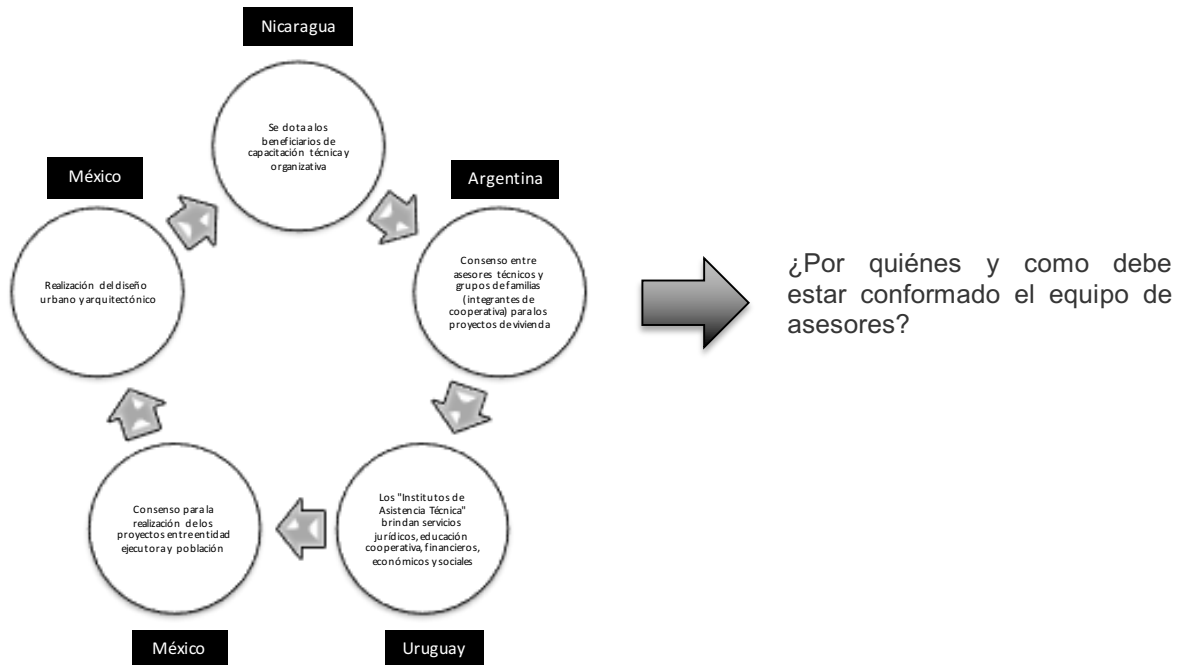 Nicaragua
Se dota a los
beneficiarios de
capacitación técnica y
organizativa
México
Argentina
Realización del diseño
urbano y arquitectónico
Consenso entre
asesores técnicos y
grupos de familias
(integrantes de
cooperativa) para los
proyectos de vivienda
¿Por quiénes y como debe
estar conformado el equipo de
asesores?
Consenso para la
realización de los
proyectos entre entidad
ejecutora y población
Los "Institutos de
Asistencia Técnica"
brindan servicios
jurídicos, educación
cooperativa, financieros,
económicos y sociales
México
Uruguay